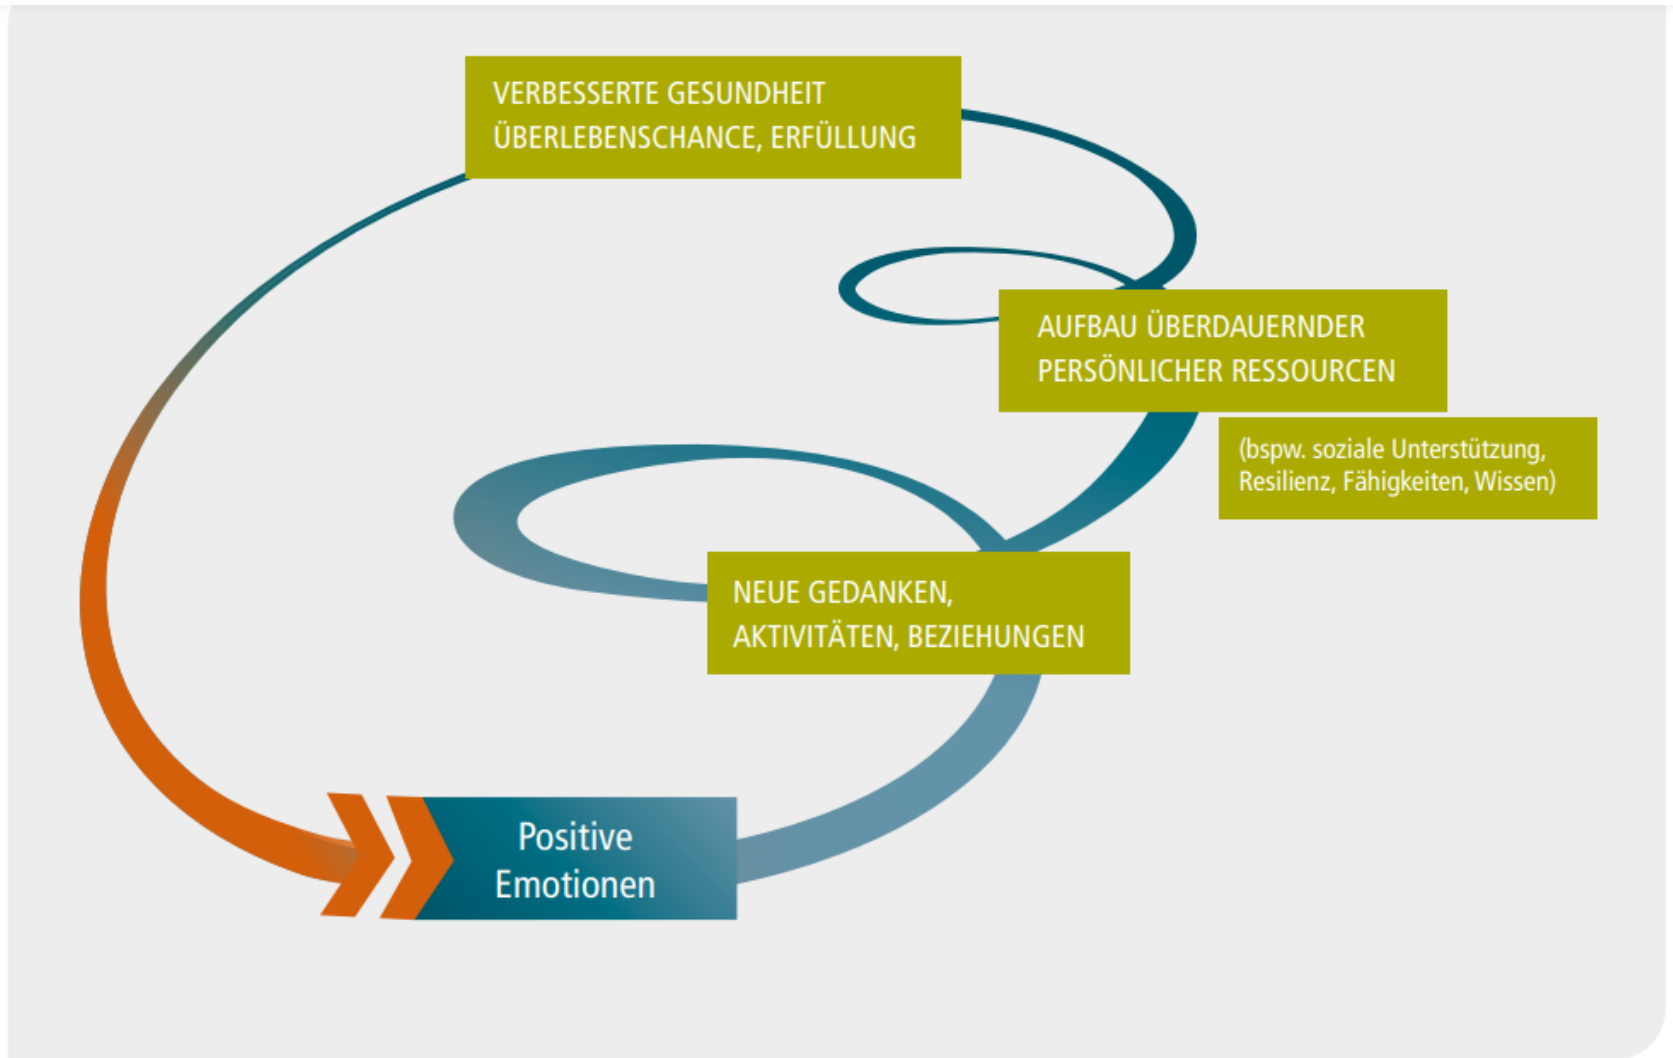 VERBESSERTE GESUNDHEIT
ÜBERLEBENSCHANCE, ERFÜLLUNG
AUFBAU ÜBERDAUERNDER
PERSÖNLICHER RESSOURCEN
(bspw. soziale Unterstützung,
Resilienz, Fähigkeiten, Wissen)
NEUE GEDANKEN,
AKTIVITÄTEN, BEZIEHUNGEN
Positive
Emotionen